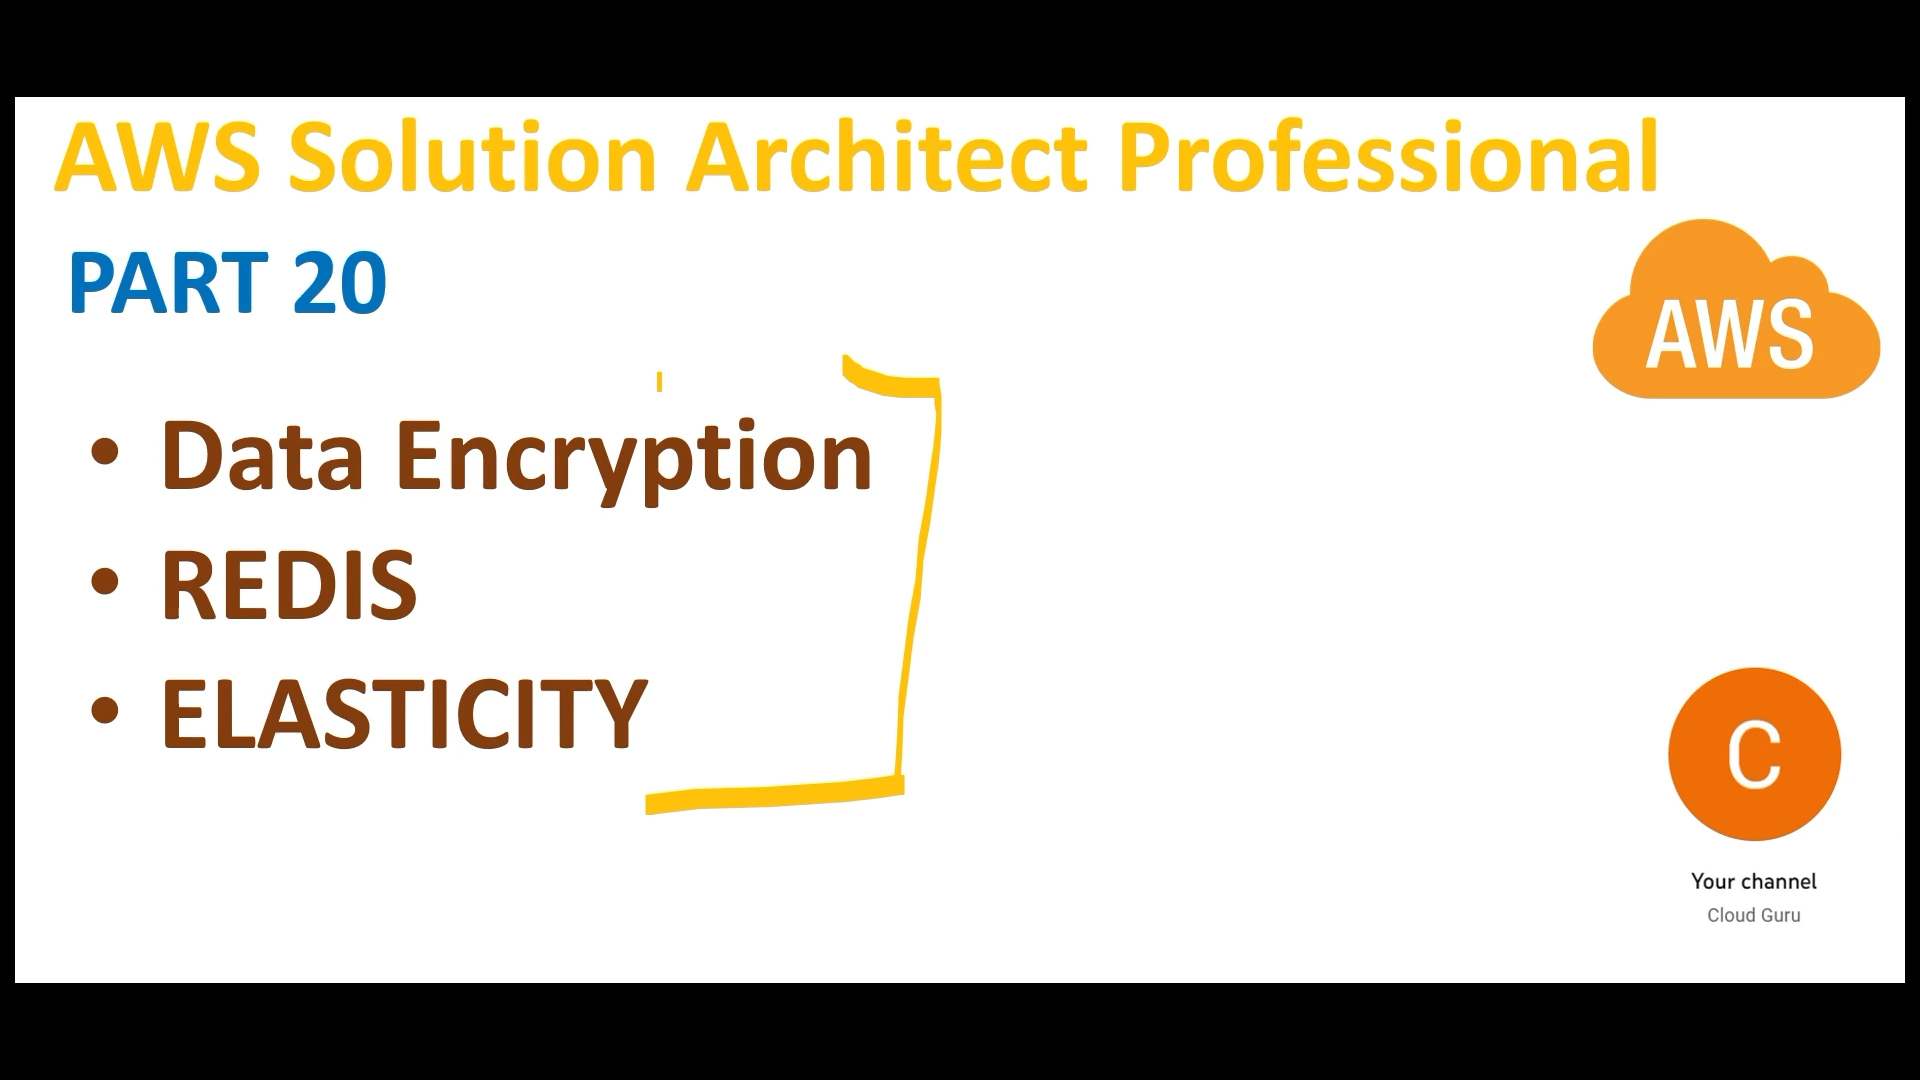 AWS Solution Architect Professional
PART 20
AWS
• Data Encryption
• REDIS
• ELASTICITY
C
Your channel
Cloud Guru